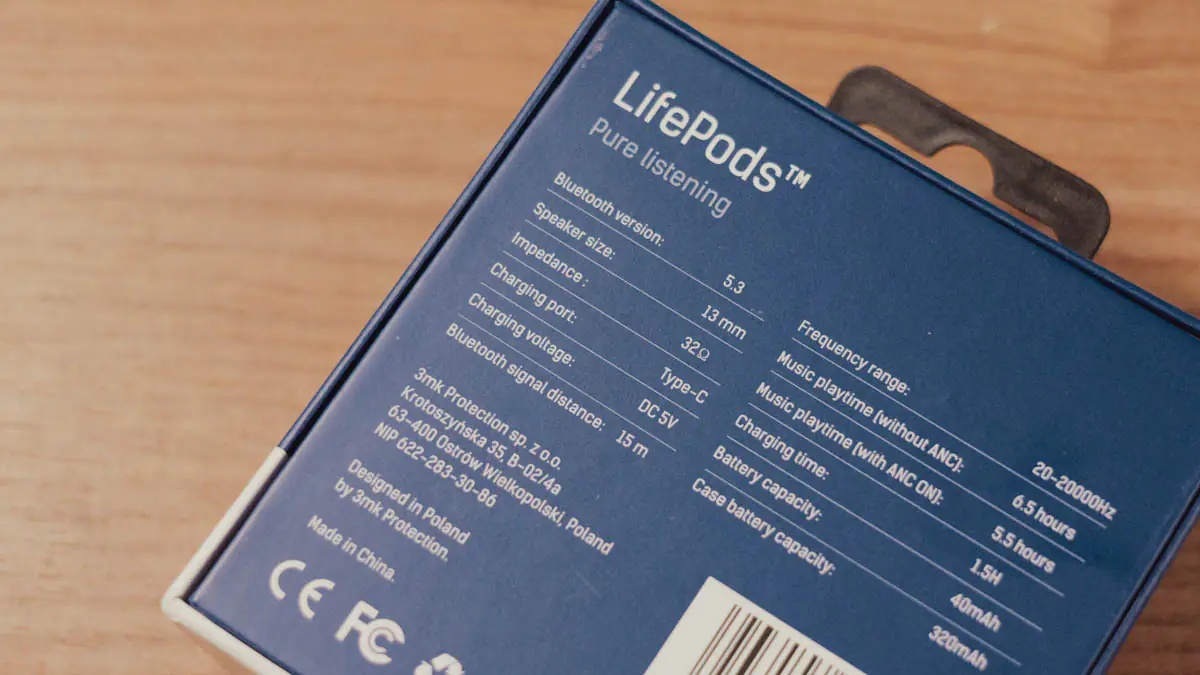 LifePods™
Pure listening
Bluetooth version: 5.3
Speaker size: 13 mm
Impedance : 32Ω
Charging port: Type-C
Charging voltage: DC 5V
Bluetooth signal distance: 15 m
Frequency range: 20-20000Hz
Music playtime (without ANC): 6.5 hours
Music playtime (with ANC ON): 5.5 hours
Charging time: 1.5H
Battery capacity: 40mAh
Case battery capacity: 320mAh
3mk Protection sp. z o.o.
Krotoszyńska 35, B-02/4a
63-400 Ostrów Wielkopolski, Poland
NIP 622-283-30-86
Designed in Poland
by 3mk Protection.
Made in China.
CE FC